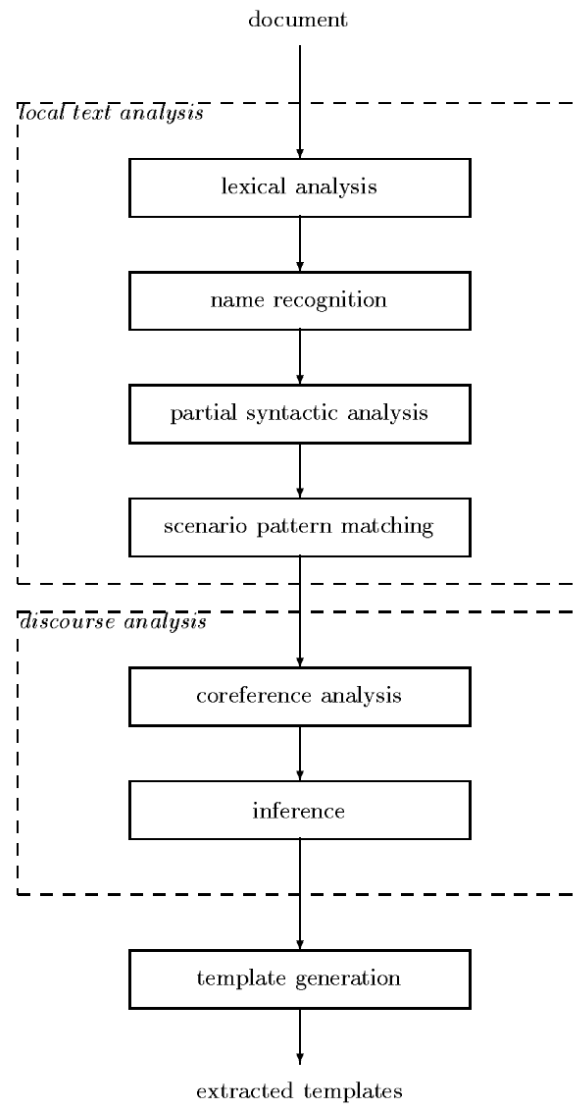 document
local text analysis
lexical analysis
name recognition
partial syntactic analysis
scenario pattern matching
discourse analysis
coreference analysis
inference
template generation
extracted templates